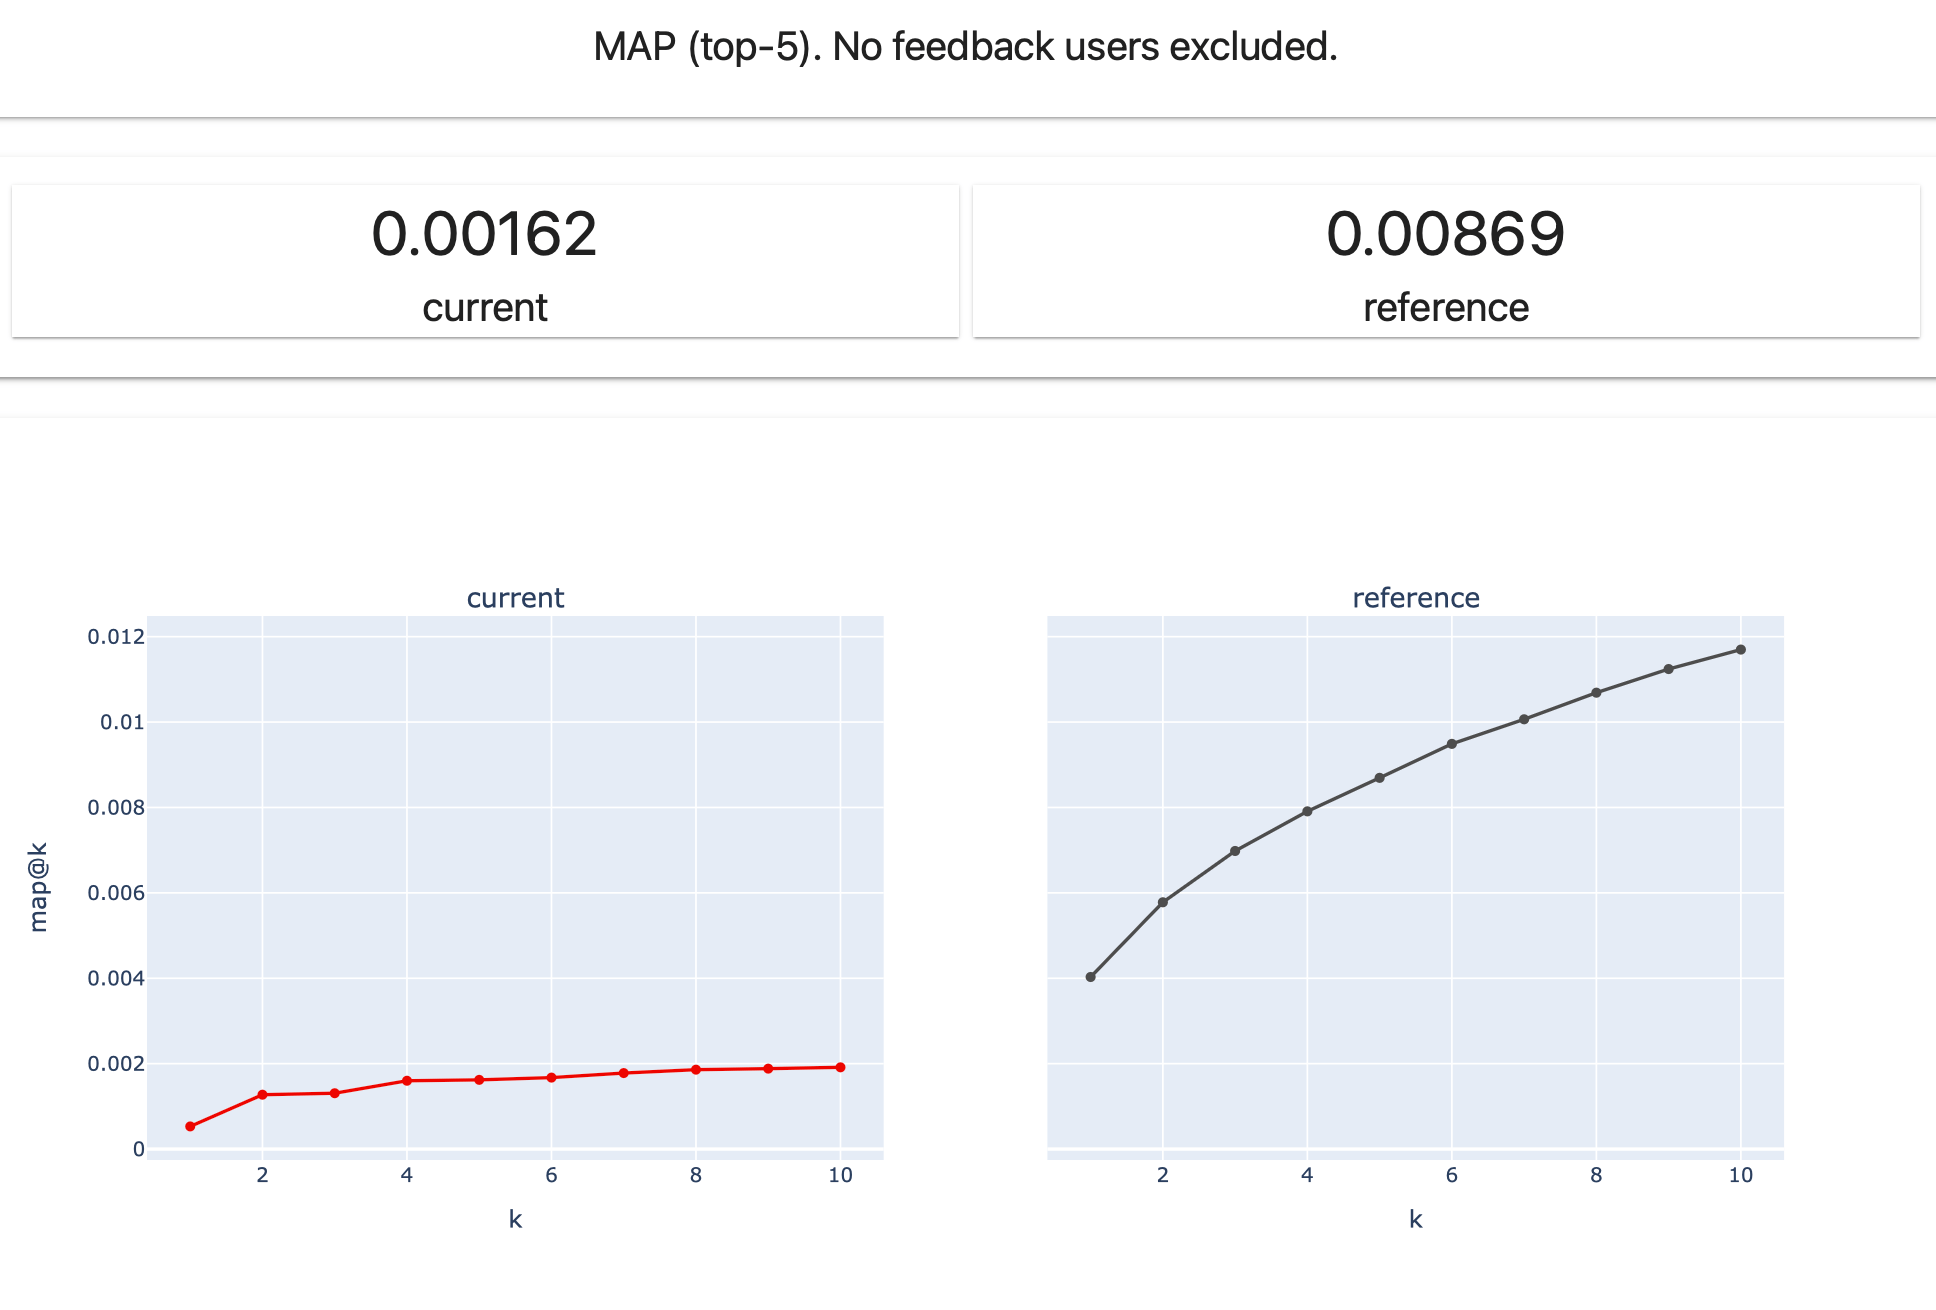 MAP (top-5). No feedback users excluded.
0.00162
current
0.00869
reference
current
reference
map@k
0.012
0.01
0.008
0.006
0.004
0.002
0
2 4 6 8 10
2 4 6 8 10
k
k